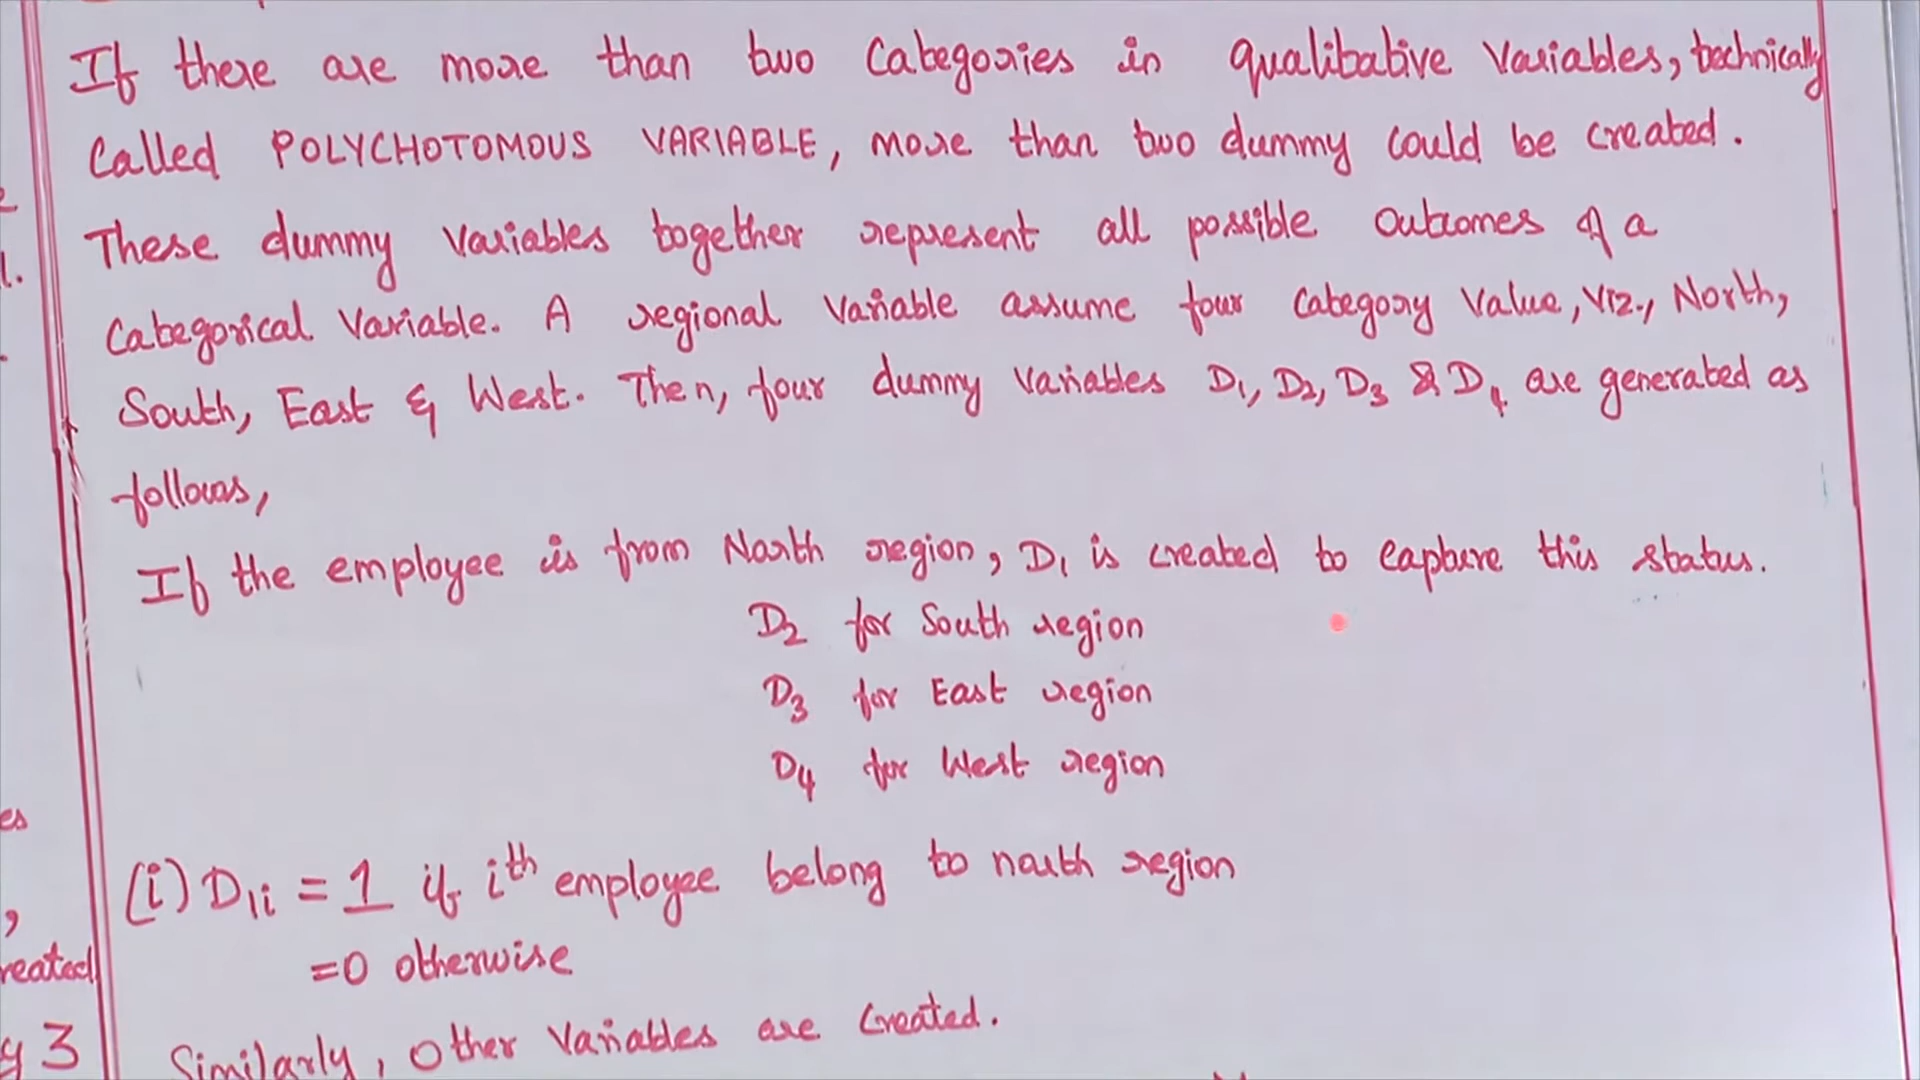 If there are more than two Categories in qualitative Variables, technically
Called POLYCHOTOMOUS VARIABLE, more than two dummy could be created.
These dummy variables together represent all possible outcomes of a
Categorical Variable. A regional Variable assume four Category Value, Viz., North,
South, East & West. Then, four dummy Variables D1, D2, D3 & D4 are generated as
follows,
If the employee is from North region, D1 is created to capture this status.
D2 for South region
D3 for East region
D4 for West region
(i) D1i = 1 if ith employee belong to north region
=0 otherwise
Similarly, other Variables are created.
es
reated
3